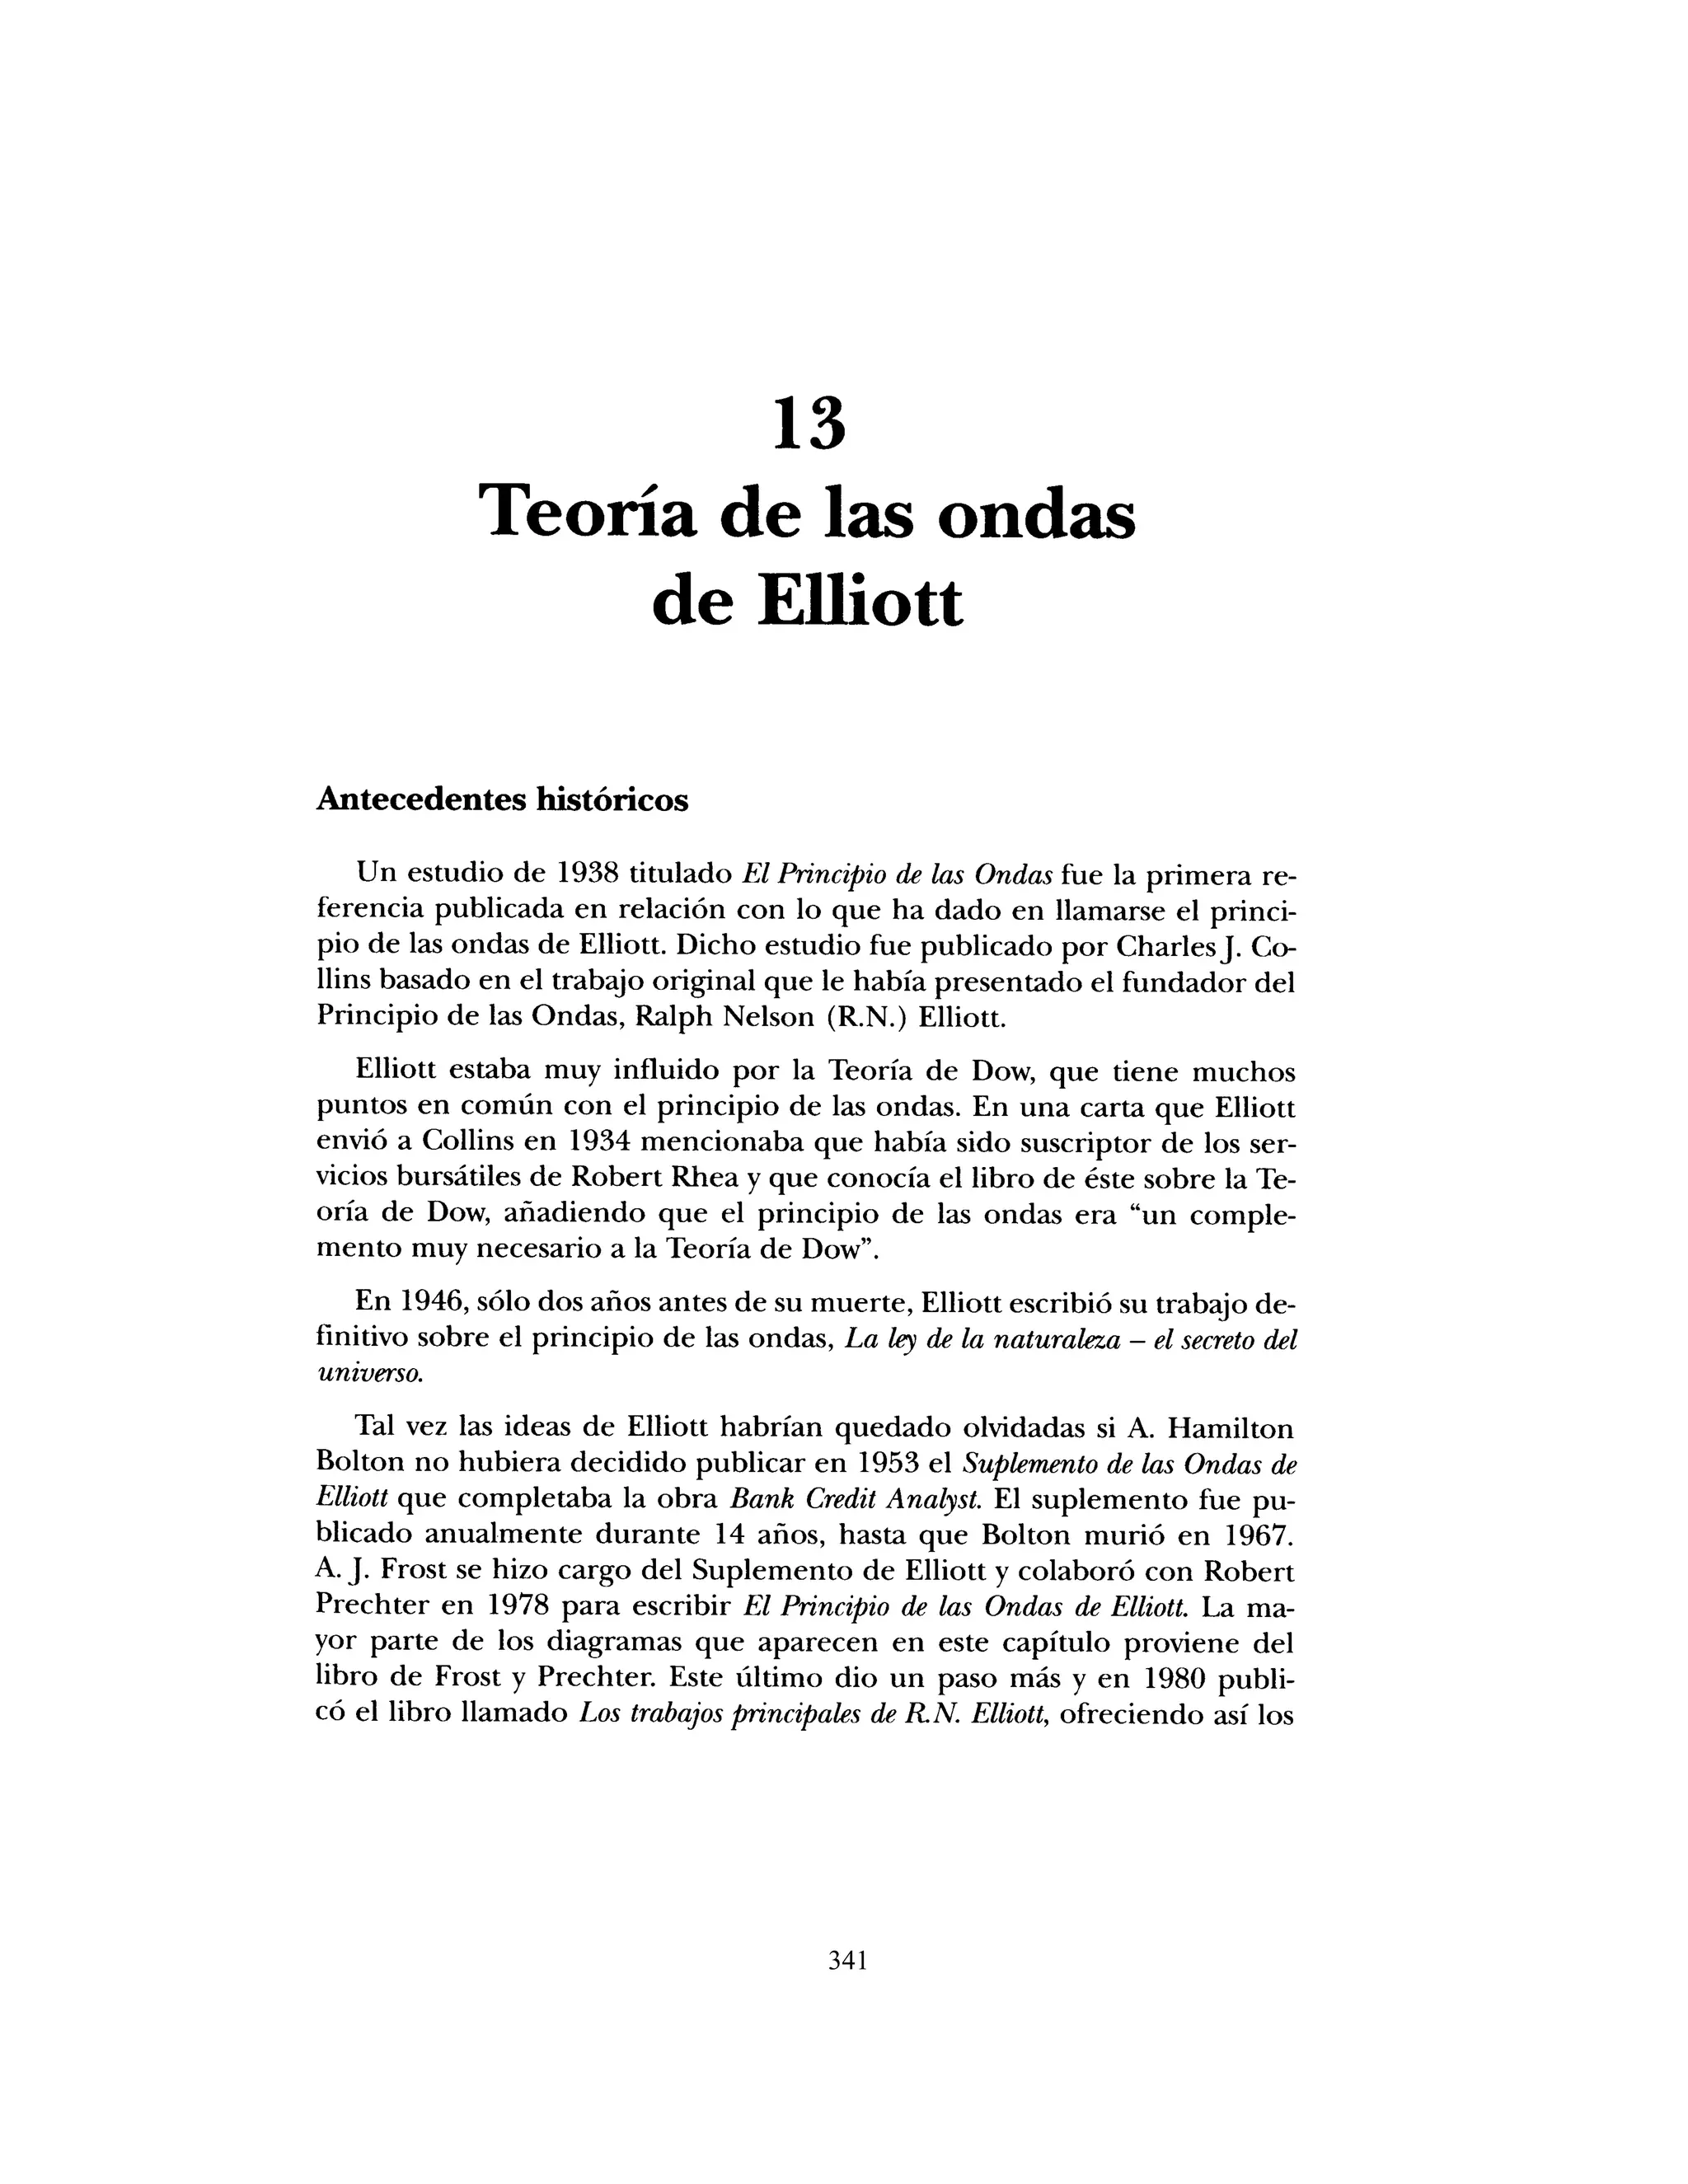 13
Teoría de las ondas
de Elliott
Antecedentes históricos
Un estudio de 1938 titulado El Principio de las Ondas fue la primera re-
ferencia publicada en relación con lo que ha dado en llamarse el princi-
pio de las ondas de Elliott. Dicho estudio fue publicado por Charles J. Co-
llins basado en el trabajo original que le había presentado el fundador del
Principio de las Ondas, Ralph Nelson (R.N.) Elliott.
Elliott estaba muy influido por la Teoría de Dow, que tiene muchos
puntos en común con el principio de las ondas. En una carta que Elliott
envió a Collins en 1934 mencionaba que había sido suscriptor de los ser-
vicios bursátiles de Robert Rhea y que conocía el libro de éste sobre la Te-
oría de Dow, añadiendo que el principio de las ondas era “un comple-
mento muy necesario a la Teoría de Dow”.
En 1946, sólo dos años antes de su muerte, Elliott escribió su trabajo de-
finitivo sobre el principio de las ondas, La ley de la naturaleza – el secreto del
universo.
Tal vez las ideas de Elliott habrían quedado olvidadas si A. Hamilton
Bolton no hubiera decidido publicar en 1953 el Suplemento de las Ondas de
Elliott que completaba la obra Bank Credit Analyst. El suplemento fue pu-
blicado anualmente durante 14 años, hasta que Bolton murió en 1967.
A. J. Frost se hizo cargo del Suplemento de Elliott y colaboró con Robert
Prechter en 1978 para escribir El Principio de las Ondas de Elliott. La ma-
yor parte de los diagramas que aparecen en este capítulo proviene del
libro de Frost y Prechter. Este último dio un paso más y en 1980 publi-
có el libro llamado Los trabajos principales de R.N. Elliott, ofreciendo así los
341